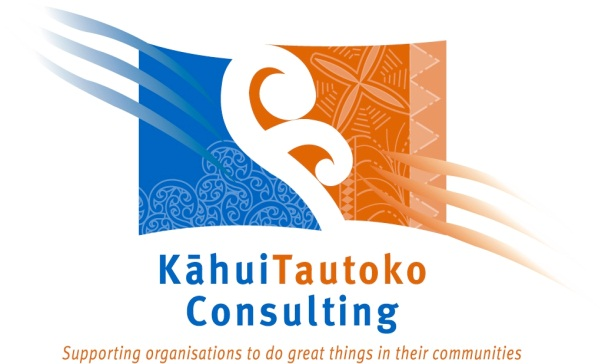 KāhuiTautoko
Consulting
Supporting organisations to do great things in their communities